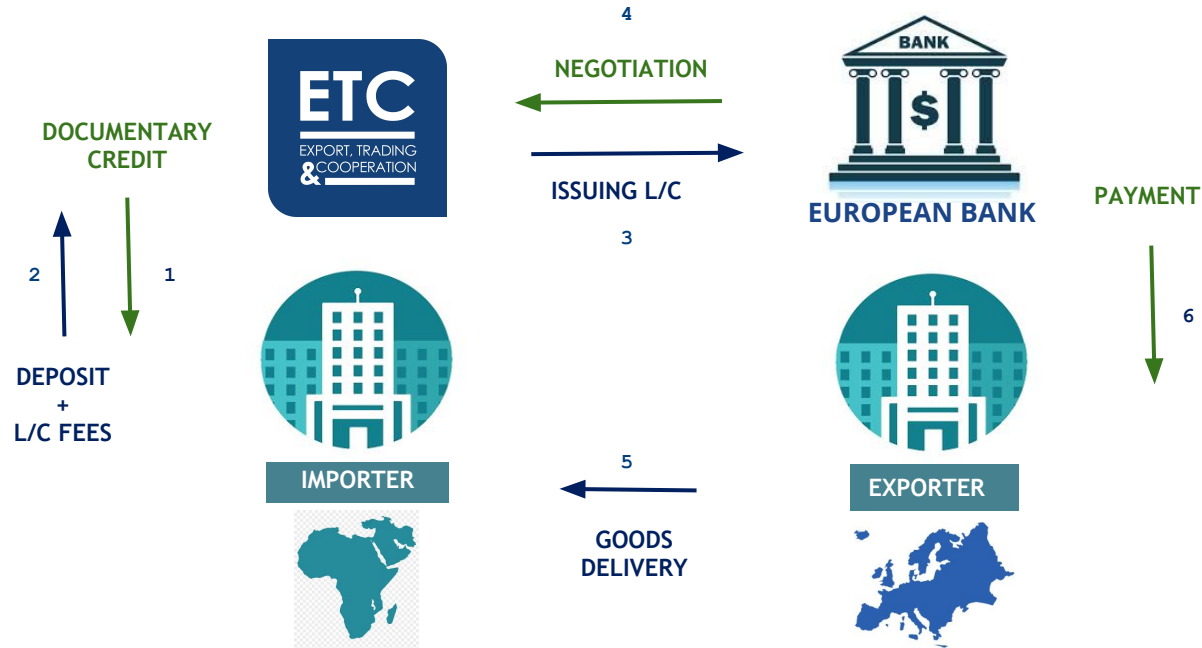 4
NEGOTIATION
BANK
$
ETC
EXPORT, TRADING
& COOPERATION
DOCUMENTARY
CREDIT
ISSUING L/C
EUROPEAN BANK
PAYMENT
3
2
1
6
DEPOSIT
+
L/C FEES
5
IMPORTER
EXPORTER
GOODS
DELIVERY